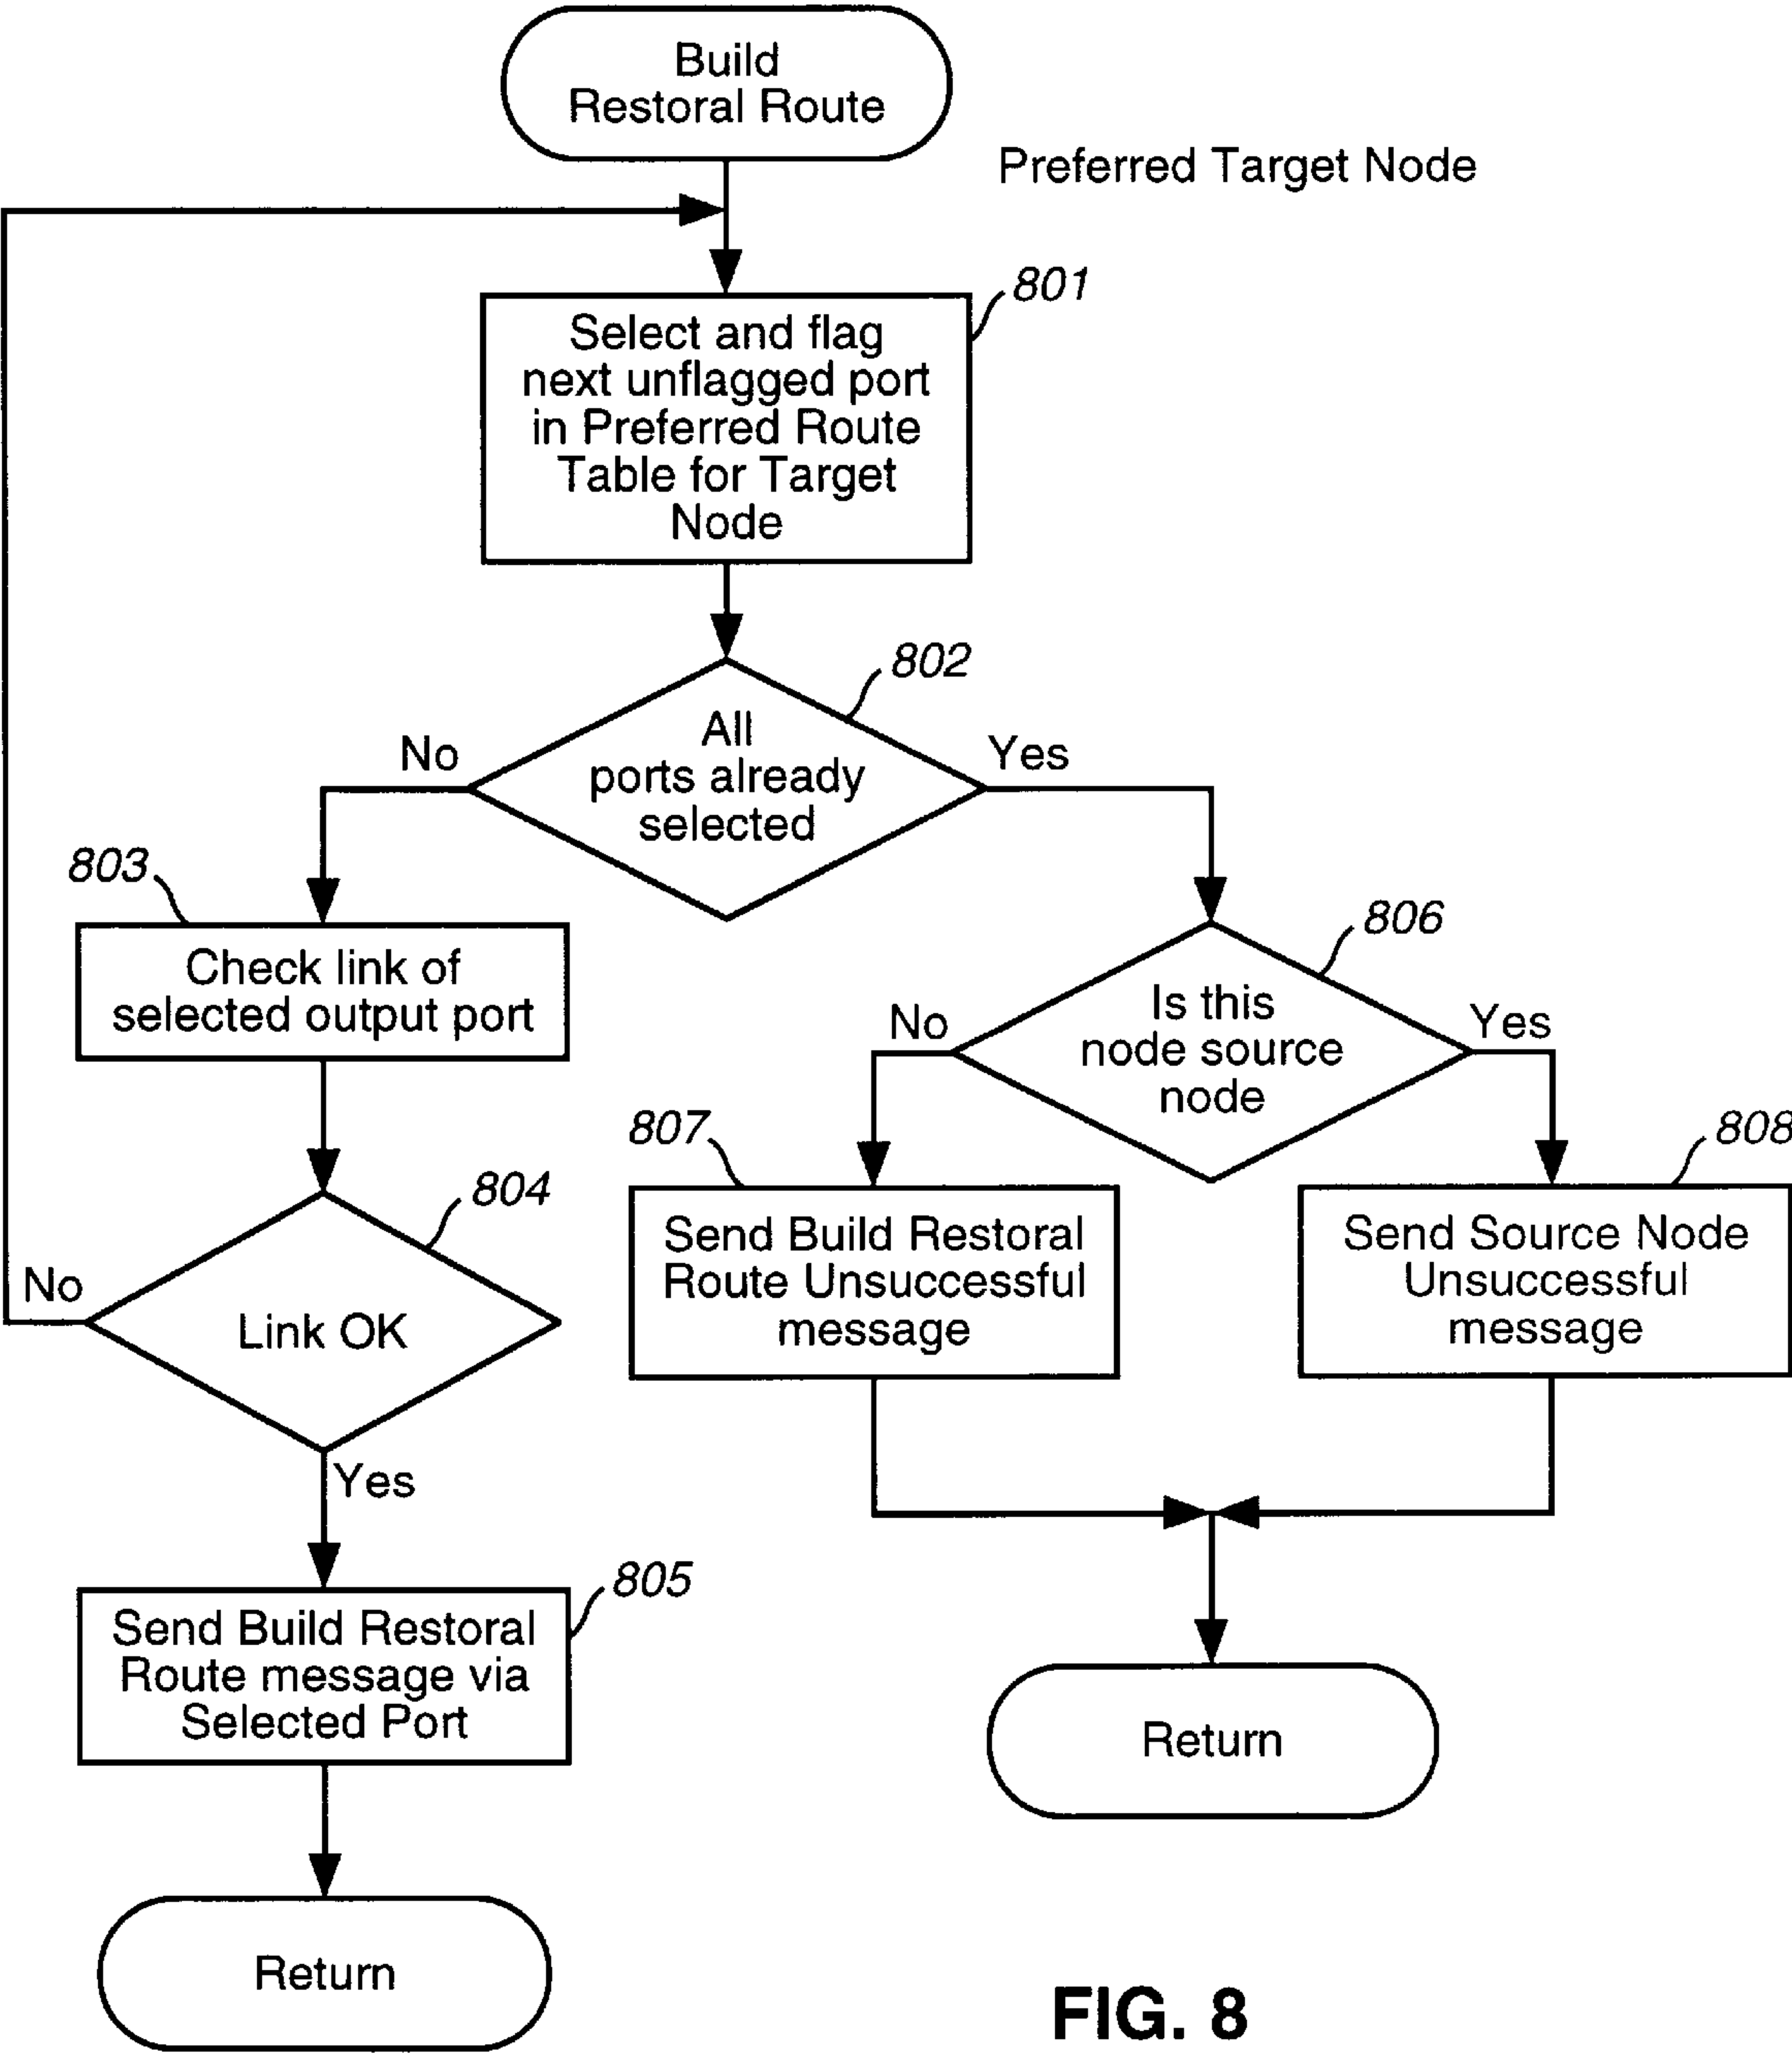 Build
Restoral Route
Preferred Target Node
801
Select and flag
next unflagged port
in Preferred Route
Table for Target
Node
802
All
ports already
selected
No
Yes
803
Check link of
selected output port
806
Is this
node source
node
No
Yes
804
Link OK
No
Yes
807
Send Build Restoral
Route Unsuccessful
message
808
Send Source Node
Unsuccessful
message
805
Send Build Restoral
Route message via
Selected Port
Return
Return
FIG. 8